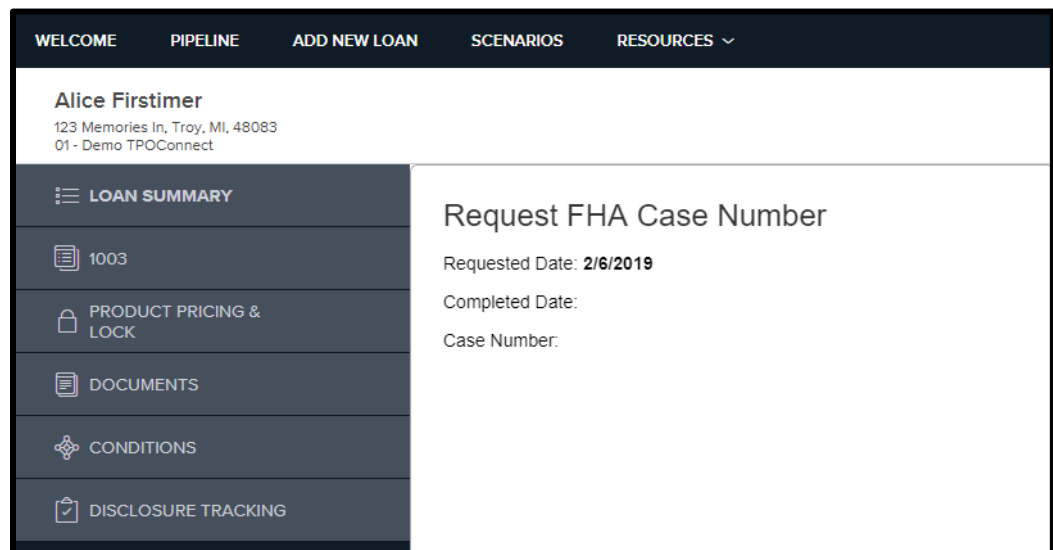 WELCOME PIPELINE ADD NEW LOAN SCENARIOS RESOURCES
Alice Firstimer
123 Memories ln, Troy, MI, 48083
01 - Demo TPOConnect
LOAN SUMMARY
1003
PRODUCT PRICING &
LOCK
DOCUMENTS
CONDITIONS
DISCLOSURE TRACKING
Request FHA Case Number
Requested Date: 2/6/2019
Completed Date:
Case Number: